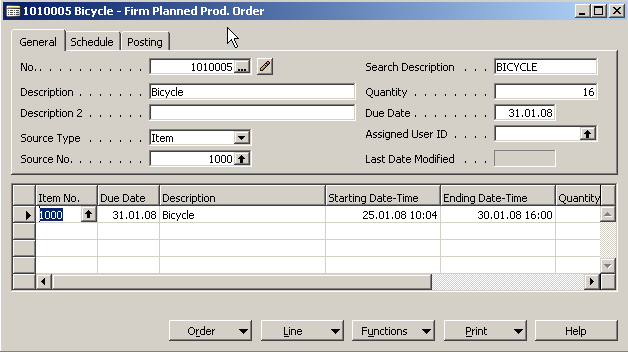 1010005 Bicycle - Firm Planned Prod. Order
General Schedule Posting
No. . . . . . . . . . . . . 1010005 ... Search Description . . . BICYCLE
Description . . . . . . . . Bicycle Quantity . . . . . . . . 16
Description 2 . . . . . . . Due Date . . . . . . . . 31.01.08
Source Type . . . . . . . Item Assigned User ID . . . .
Source No. . . . . . . . . 1000 Last Date Modified . . . .
Item No. Due Date Description Starting Date-Time Ending Date-Time Quantity
1000 31.01.08 Bicycle 25.01.08 10:04 30.01.08 16:00
Order Line Functions Print Help